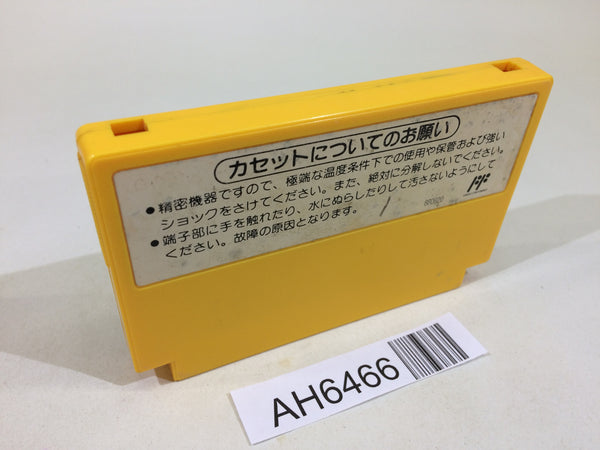 カセットについてのお願い
●精密機器ですので、極端な温度条件下での使用や保管および強い
ショックをさけてください。また、絶対に分解しないでください。
●端子部に手を触れたり、水にぬらしたりして汚さないようにして
ください。故障の原因となります。
AH6466